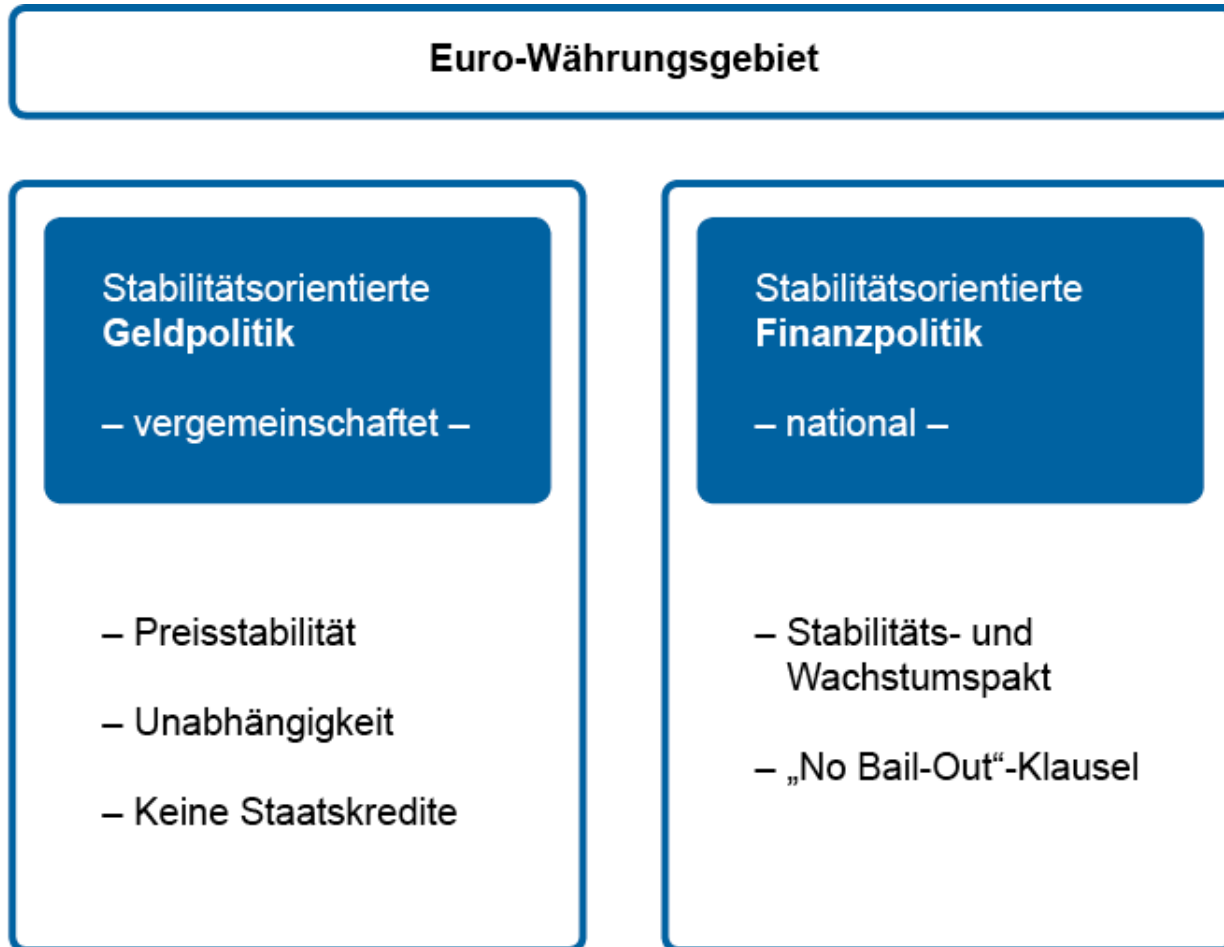 Euro-Währungsgebiet
Stabilitätsorientierte
Geldpolitik
– vergemeinschaftet –
– Preisstabilität
– Unabhängigkeit
– Keine Staatskredite
Stabilitätsorientierte
Finanzpolitik
– national –
– Stabilitäts- und
Wachstumspakt
– „No Bail-Out“-Klausel